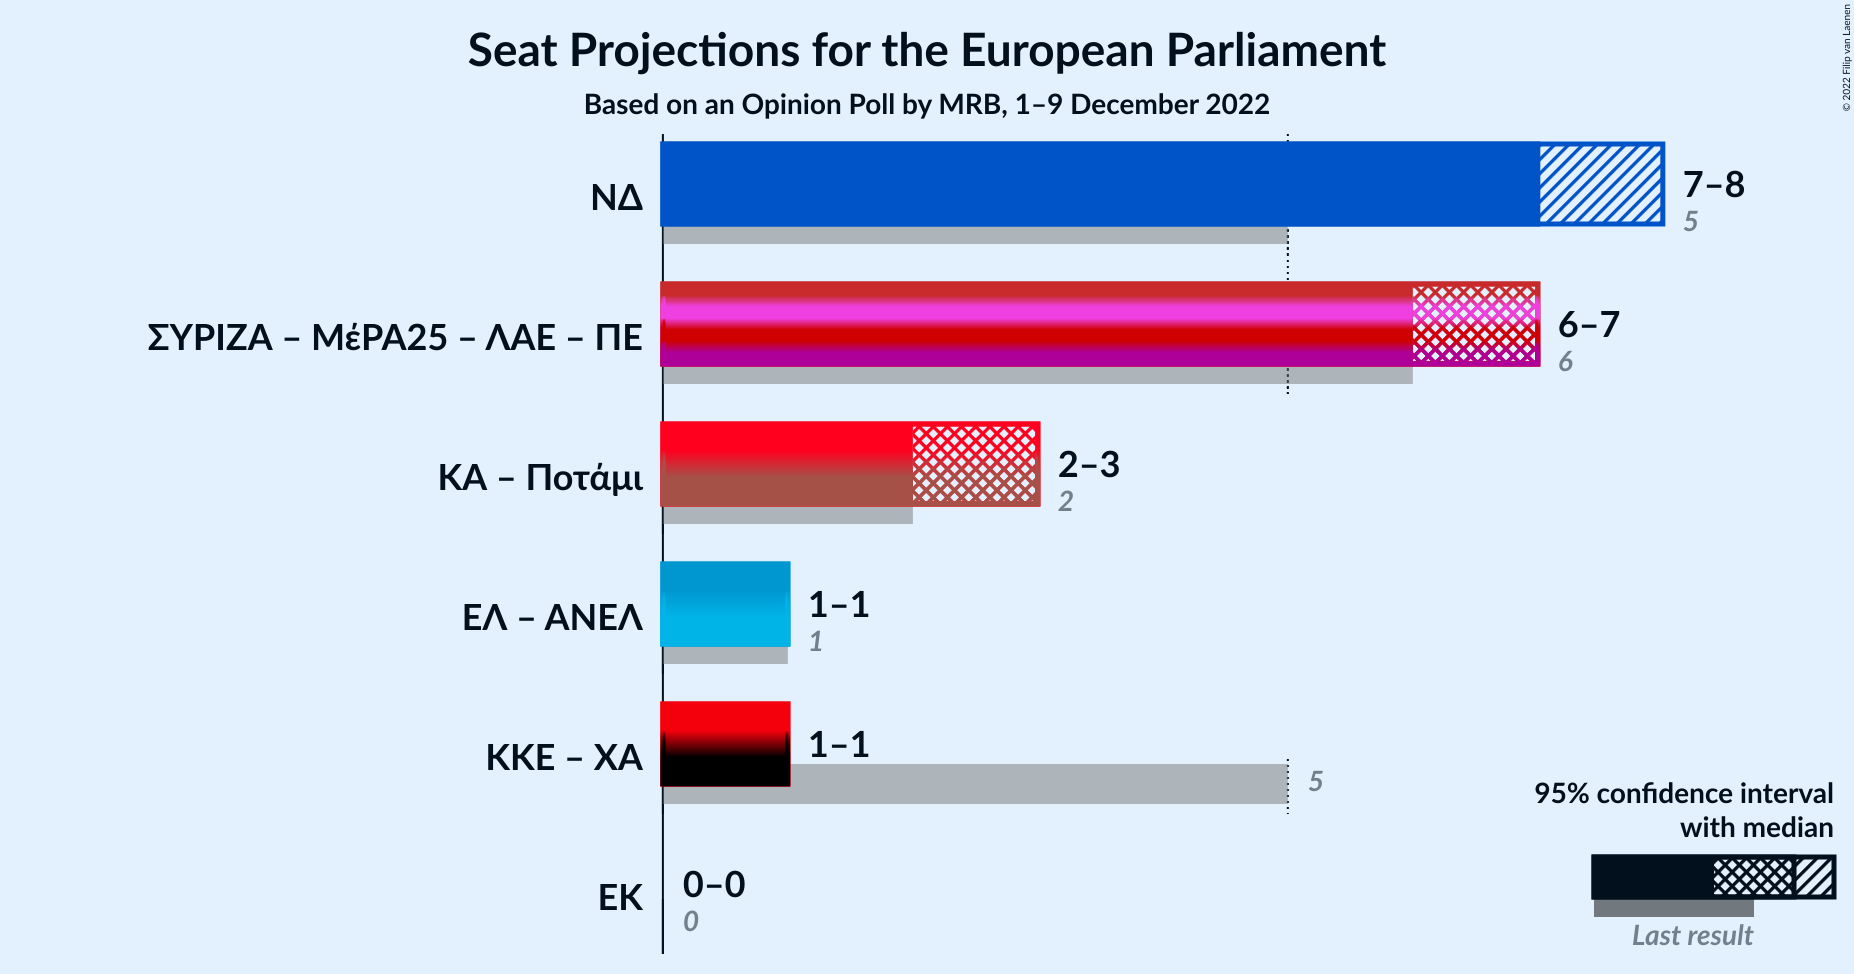 Seat Projections for the European Parliament
Based on an Opinion Poll by MRB, 1–9 December 2022
© 2022 Filip van Laenen
ΝΔ
7–8
5
ΣΥΡΙΖΑ – ΜέΡΑ25 – ΛΑΕ – ΠΕ
6–7
6
ΚΑ – Ποτάμι
2–3
2
ΕΛ – ΑΝΕΛ
1–1
1
ΚΚΕ – ΧΑ
1–1
5
ΕΚ
0–0
0
95% confidence interval
with median
Last result